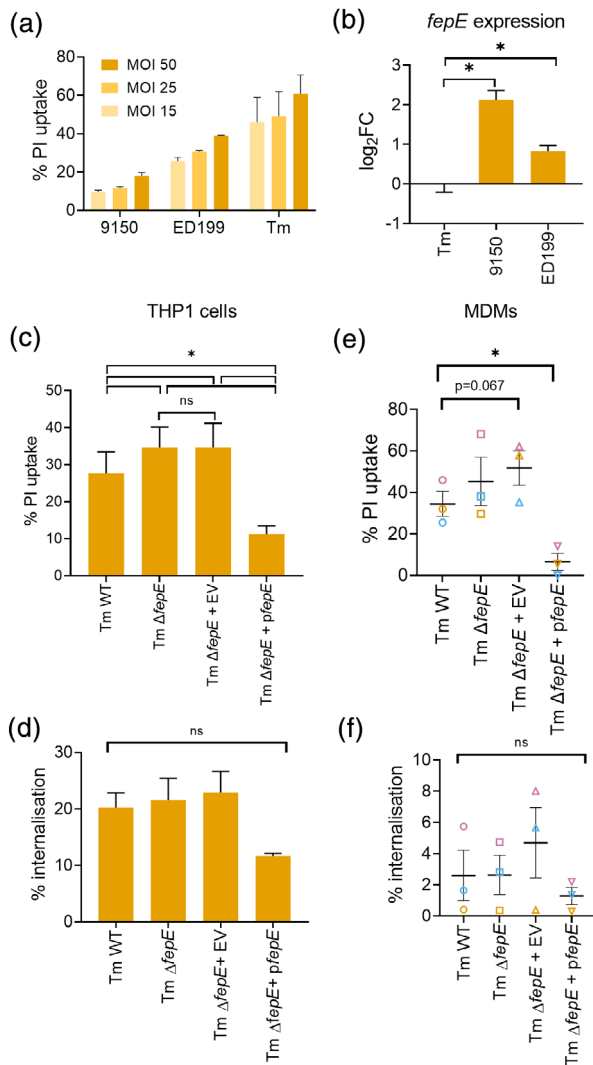 (a)
80
60
40
20
0
% PI uptake
MOI 50
MOI 25
MOI 15
9150 ED199 Tm
(b)
fepE expression
*
*
3
2
1
0
-1
log2FC
Tm
9150
ED199
THP1 cells
(c)
*
ns
50
40
30
20
10
0
% PI uptake
Tm WT
Tm ΔfepE
Tm ΔfepE + EV
Tm ΔfepE + pfepE
MDMs
(e)
*
p=0.067
80
60
40
20
0
% PI uptake
Tm WT
Tm ΔfepE
Tm ΔfepE + EV
Tm ΔfepE + pfepE
(d)
ns
30
20
10
0
% internalisation
Tm WT
Tm ΔfepE
Tm ΔfepE+ EV
Tm ΔfepE+ pfepE
(f)
ns
10
8
6
4
2
0
% internalisation
Tm WT
Tm ΔfepE
Tm ΔfepE + EV
Tm ΔfepE + pfepE